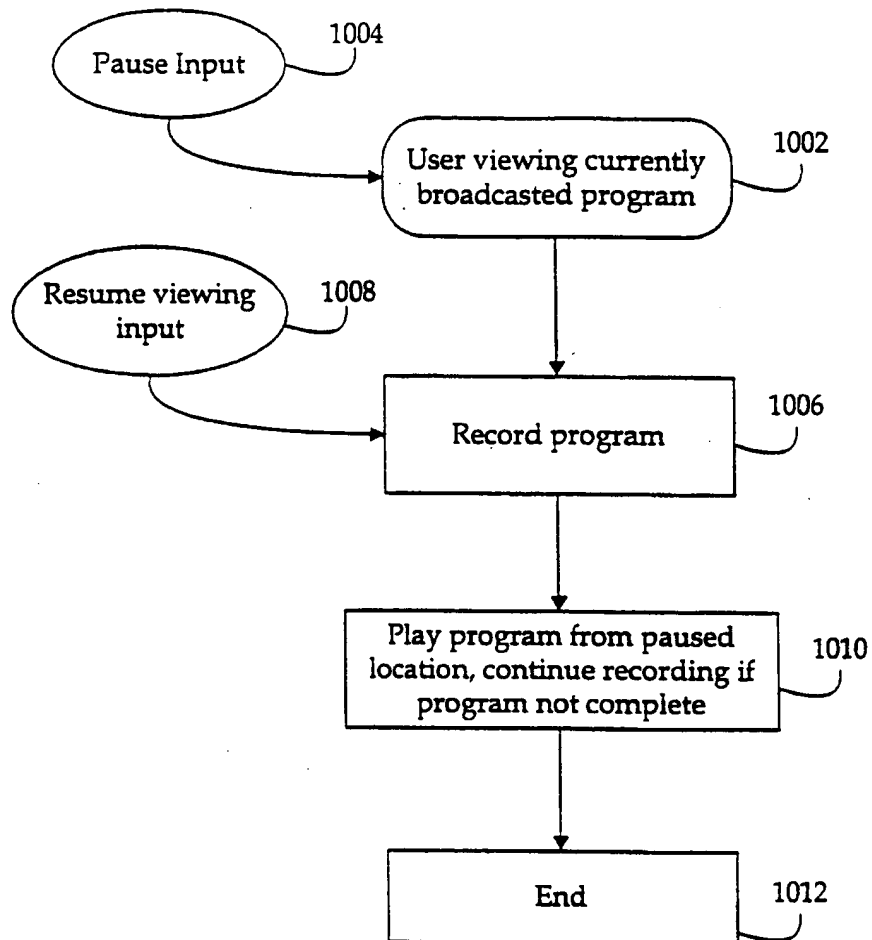 1004
Pause Input
1002
User viewing currently
broadcasted program
1008
Resume viewing
input
1006
Record program
1010
Play program from paused
location, continue recording if
program not complete
End
1012